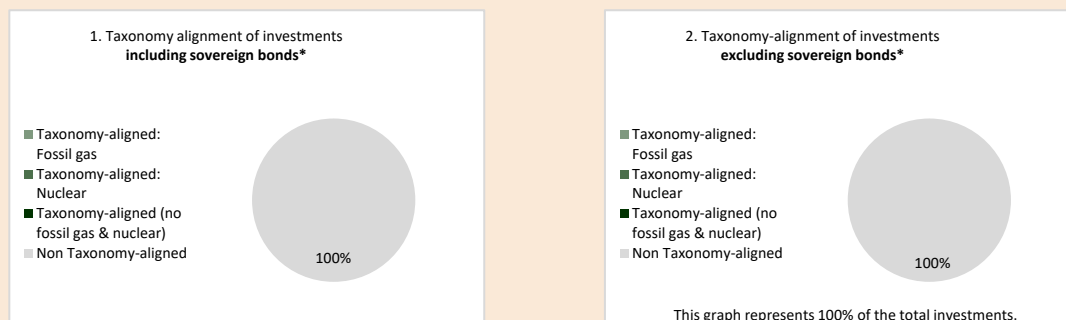 1. Taxonomy alignment of investments
including sovereign bonds*
Taxonomy-aligned:
Fossil gas
Taxonomy-aligned:
Nuclear
Taxonomy-aligned (no
fossil gas & nuclear)
Non Taxonomy-aligned
100%
2. Taxonomy-alignment of investments
excluding sovereign bonds*
Taxonomy-aligned:
Fossil gas
Taxonomy-aligned:
Nuclear
Taxonomy-aligned (no
fossil gas & nuclear)
Non Taxonomy-aligned
100%
This graph represents 100% of the total investments.